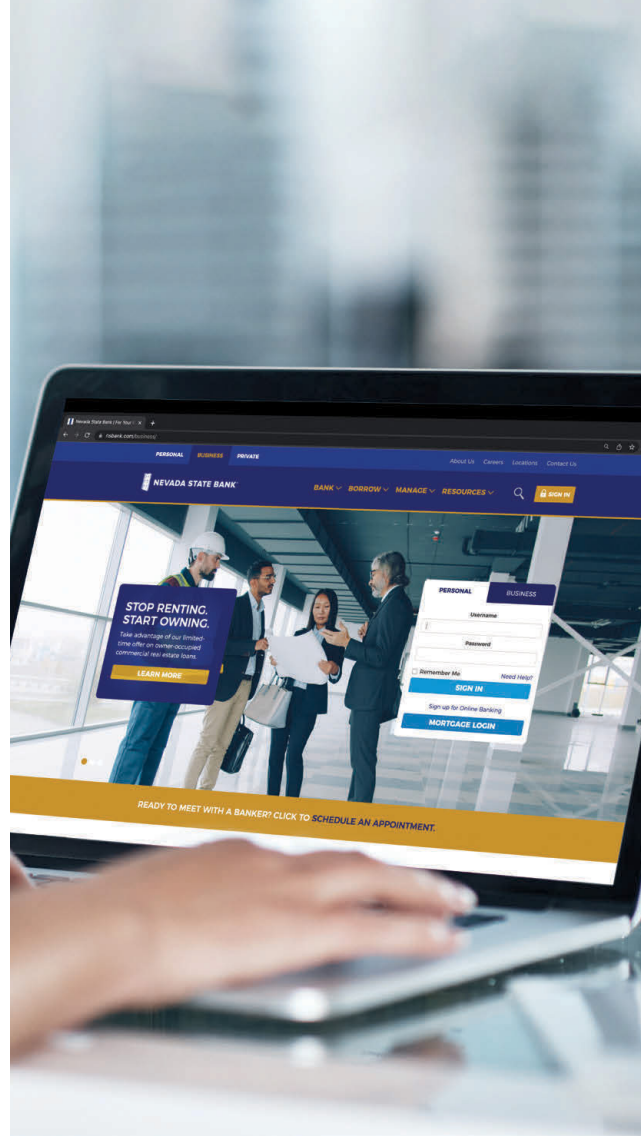 Nevada State Bank | For Your
nsbank.com/business/
PERSONAL BUSINESS PRIVATE
About Us Careers Locations Contact Us
NEVADA STATE BANK
BANK BORROW MANAGE RESOURCES
SIGN IN
STOP RENTING.
START OWNING.
Take advantage of our limited-
time offer on owner-occupied
commercial real estate loans.
LEARN MORE
PERSONAL BUSINESS
Username
Password
Remember Me Need Help?
SIGN IN
Sign up for Online Banking
MORTGAGE LOGIN
READY TO MEET WITH A BANKER? CLICK TO SCHEDULE AN APPOINTMENT.